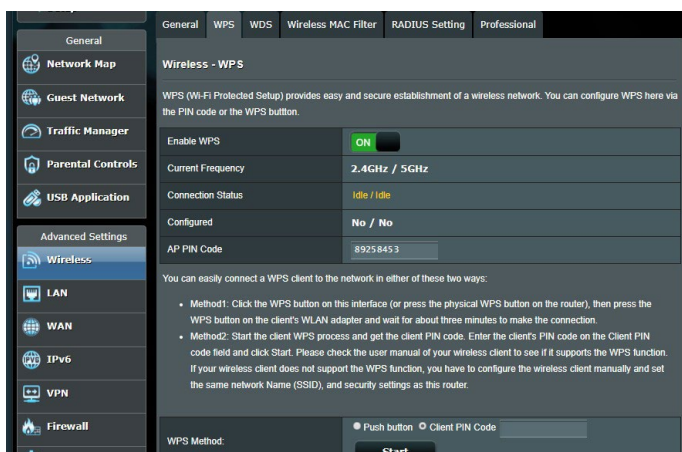 General WPS WDS Wireless MAC Filter RADIUS Setting Professional
General
Network Map
Guest Network
Traffic Manager
Parental Controls
USB Application
Advanced Settings
Wireless
LAN
WAN
IPv6
VPN
Firewall
Wireless - WPS
WPS (Wi-Fi Protected Setup) provides easy and secure establishment of a wireless network. You can configure WPS here via
the PIN code or the WPS buttton.
Enable WPS ON
Current Frequency 2.4GHz / 5GHz
Connection Status Idle / Idle
Configured No / No
AP PIN Code 89258453
You can easily connect a WPS client to the network in either of these two ways:
• Method1: Click the WPS button on this interface (or press the physical WPS button on the router), then press the
WPS button on the client's WLAN adapter and wait for about three minutes to make the connection.
• Method2: Start the client WPS process and get the client PIN code. Enter the client's PIN code on the Client PIN
code field and click Start. Please check the user manual of your wireless client to see if it supports the WPS function.
If your wireless client does not support the WPS function, you have to configure the wireless client manually and set
the same network Name (SSID), and security settings as this router.
WPS Method: Push button Client PIN Code
Start